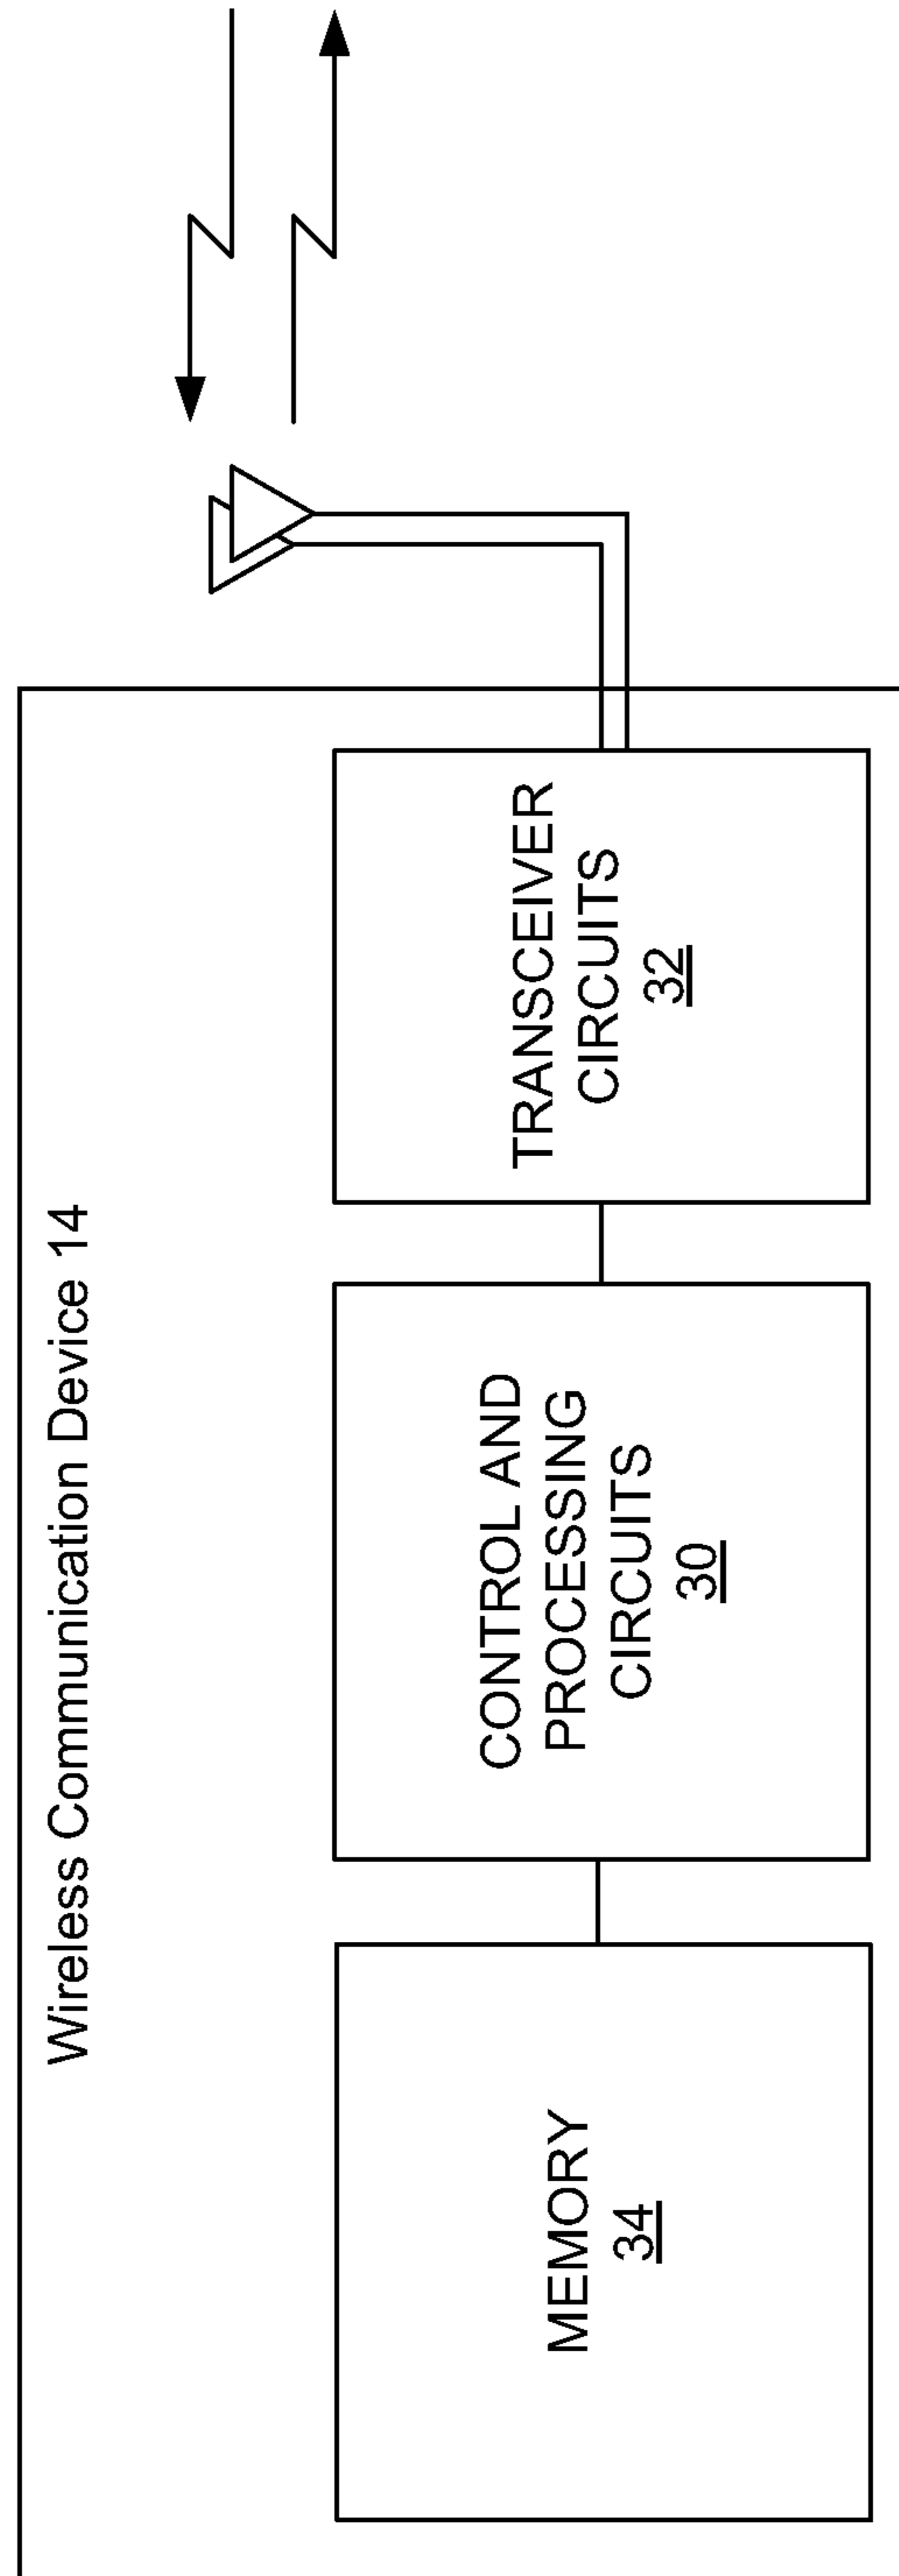 Wireless Communication Device 14
MEMORY
34
CONTROL AND
PROCESSING
CIRCUITS
30
TRANSCEIVER
CIRCUITS
32